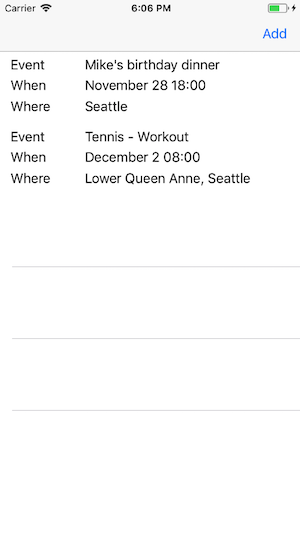 Carrier 6:06 PM
Add
Event Mike's birthday dinner
When November 28 18:00
Where Seattle
Event Tennis - Workout
When December 2 08:00
Where Lower Queen Anne, Seattle